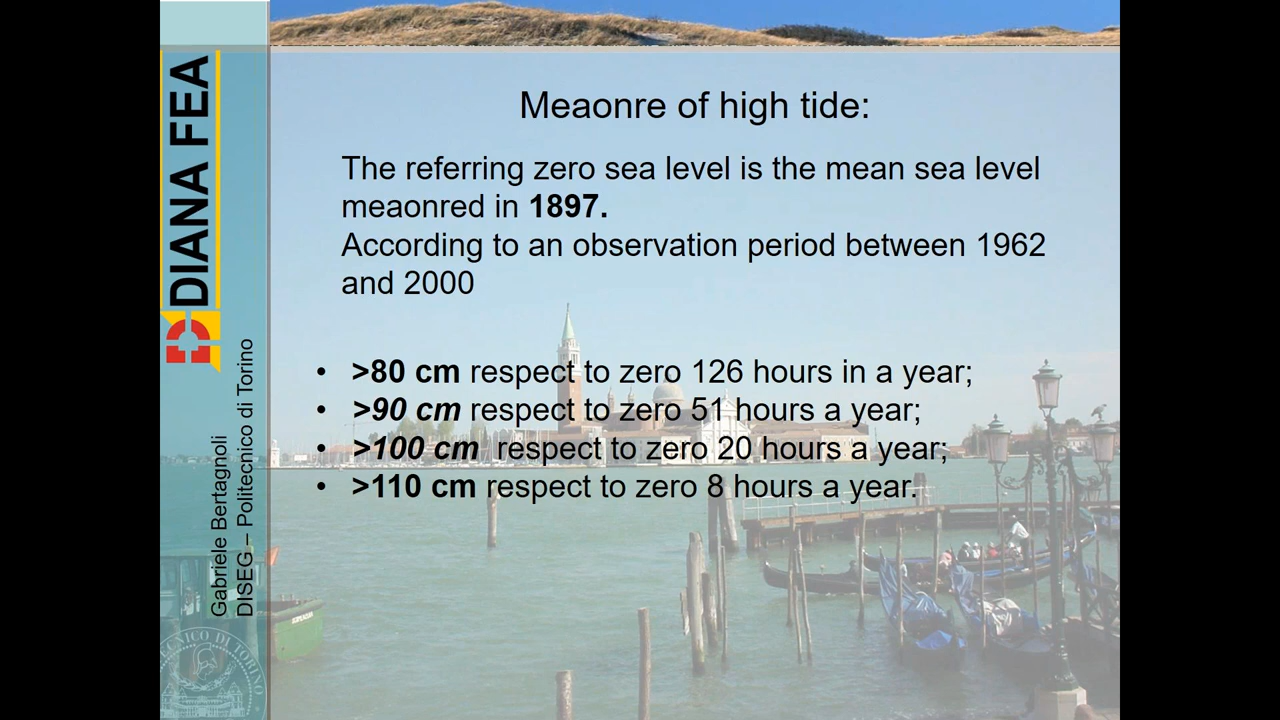 Meaonre of high tide:
The referring zero sea level is the mean sea level
meaonred in 1897.
According to an observation period between 1962
and 2000
• >80 cm respect to zero 126 hours in a year;
• >90 cm respect to zero 51 hours a year;
• >100 cm respect to zero 20 hours a year;
• >110 cm respect to zero 8 hours a year.
DIANA FEA
Gabriele Bertagnoli
DISEG – Politecnico di Torino